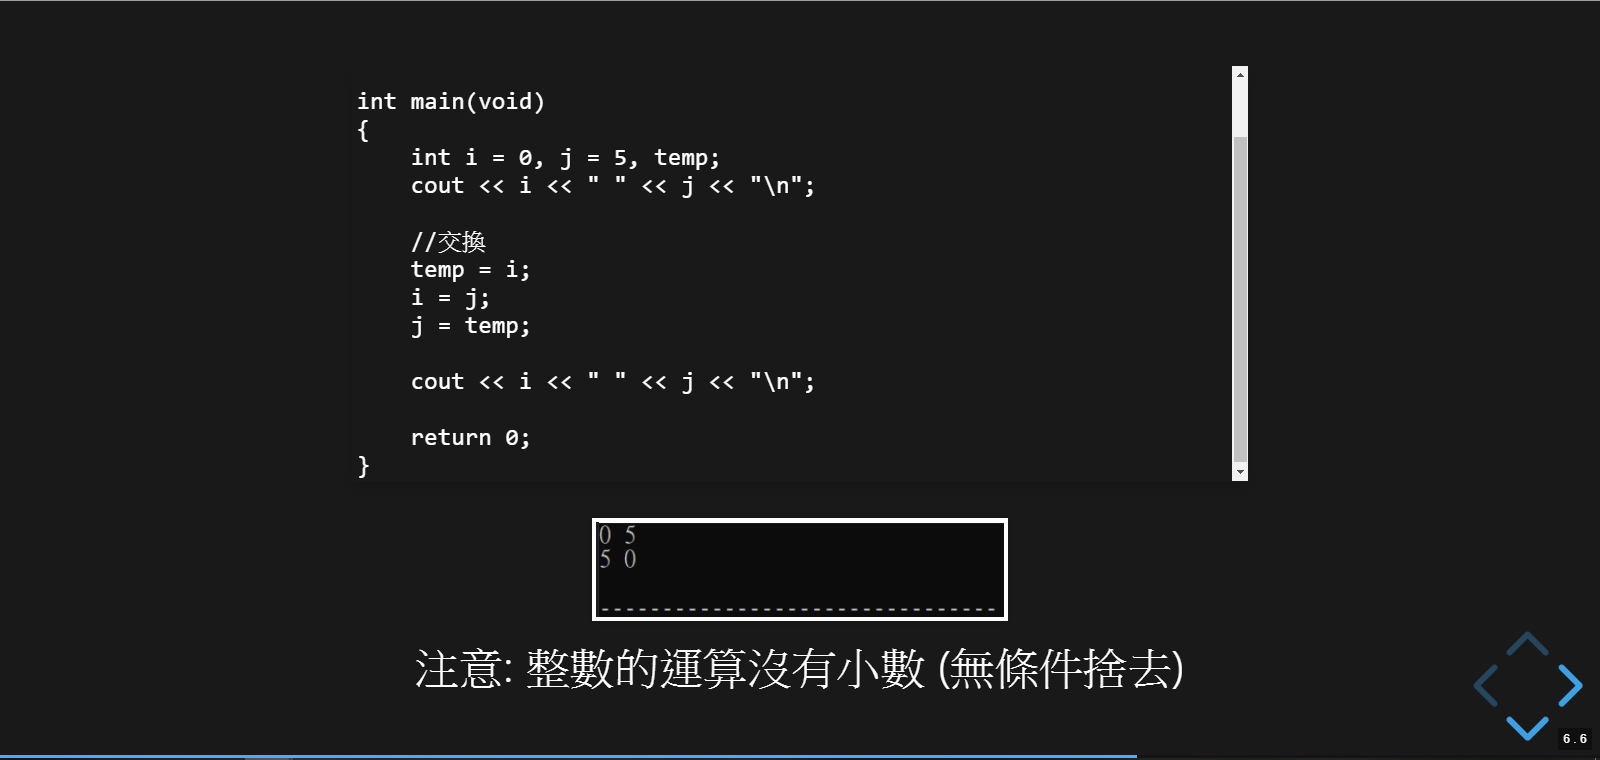 int main(void)
{
    int i = 0, j = 5, temp;
    cout << i << " " << j << "\n";

    //交換
    temp = i;
    i = j;
    j = temp;

    cout << i << " " << j << "\n";

    return 0;
}
0 5
5 0
--------------------------------
注意: 整數的運算沒有小數 (無條件捨去)
6.6